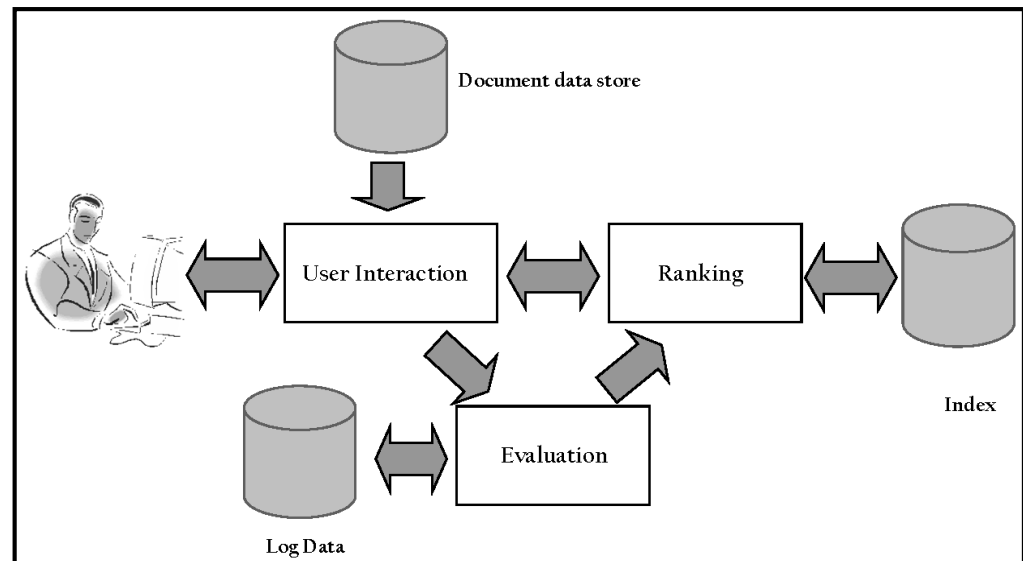 Document data store
User Interaction
Ranking
Index
Evaluation
Log Data